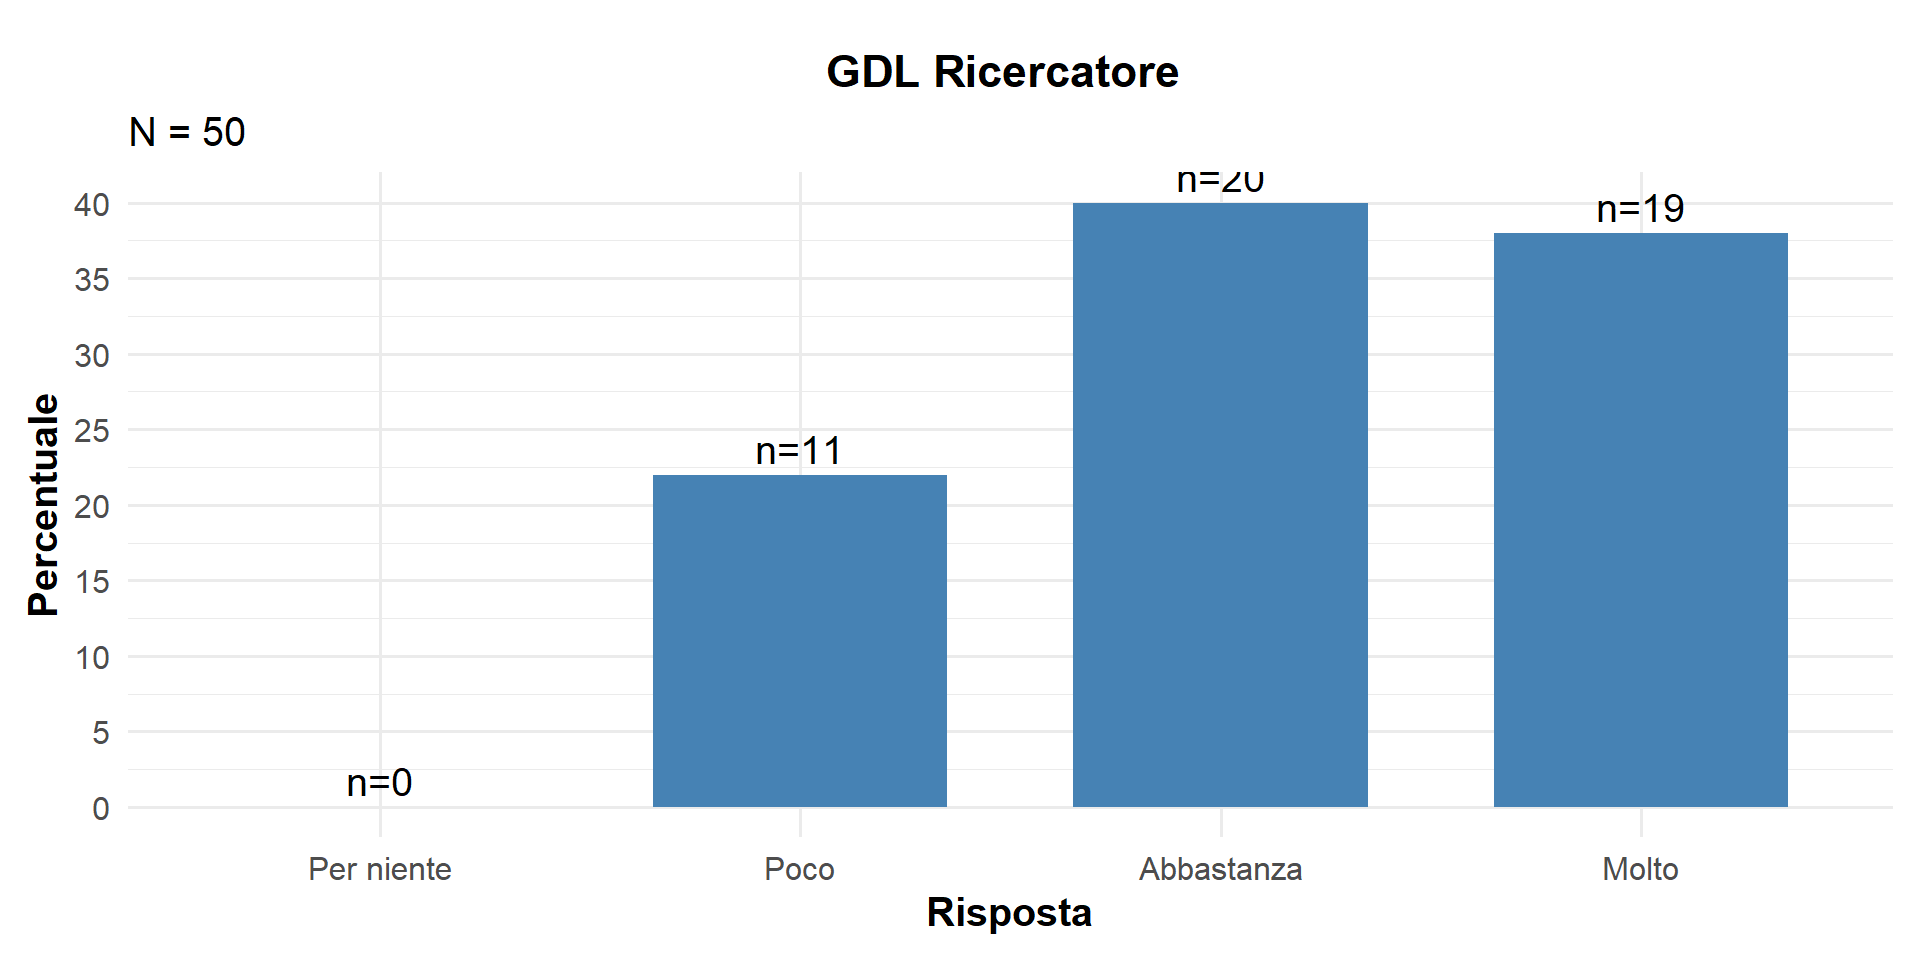 GDL Ricercatore
N = 50
Percentuale
40
35
30
25
20
15
10
5
0
n=0
n=11
n=20
n=19
Per niente
Poco
Abbastanza
Molto
Risposta